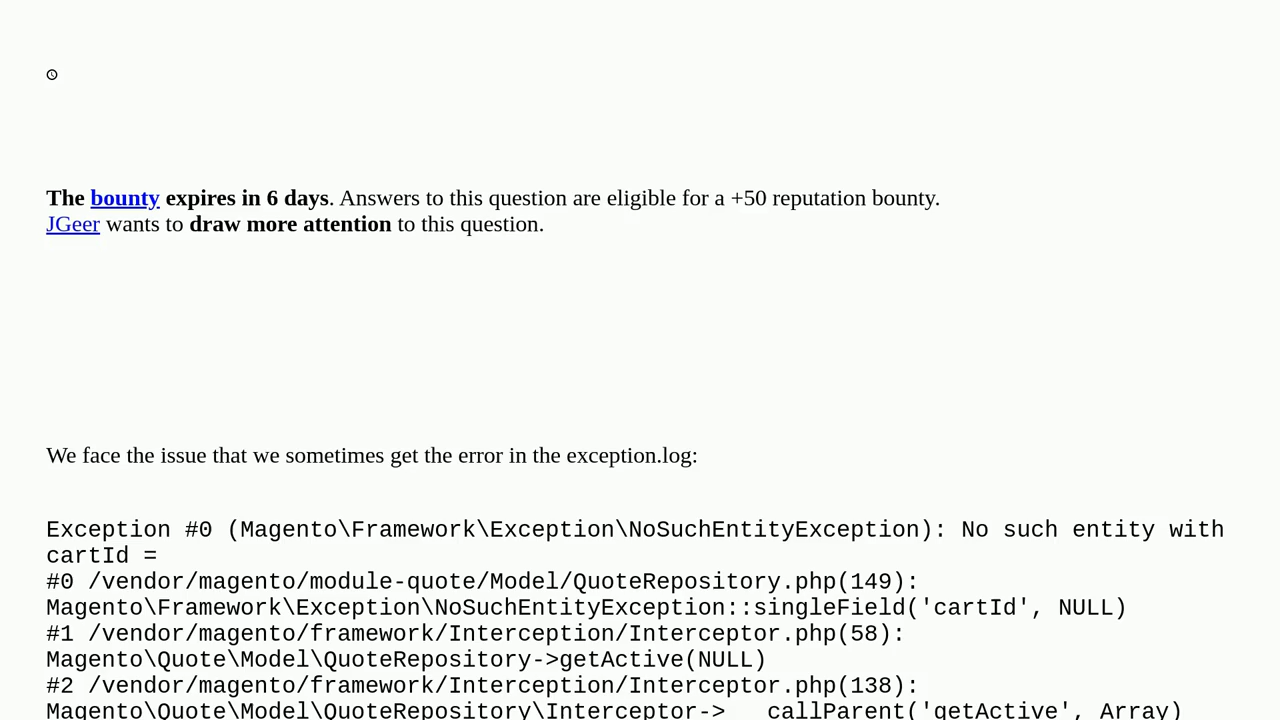 The bounty expires in 6 days. Answers to this question are eligible for a +50 reputation bounty.
JGeer wants to draw more attention to this question.
We face the issue that we sometimes get the error in the exception.log:
Exception #0 (Magento\Framework\Exception\NoSuchEntityException): No such entity with
cartId =
#0 /vendor/magento/module-quote/Model/QuoteRepository.php(149):
Magento\Framework\Exception\NoSuchEntityException::singleField('cartId', NULL)
#1 /vendor/magento/framework/Interception/Interceptor.php(58):
Magento\Quote\Model\QuoteRepository->getActive(NULL)
#2 /vendor/magento/framework/Interception/Interceptor.php(138):
Magento\Quote\Model\QuoteRepository\Interceptor->___callParent('getActive', Array)